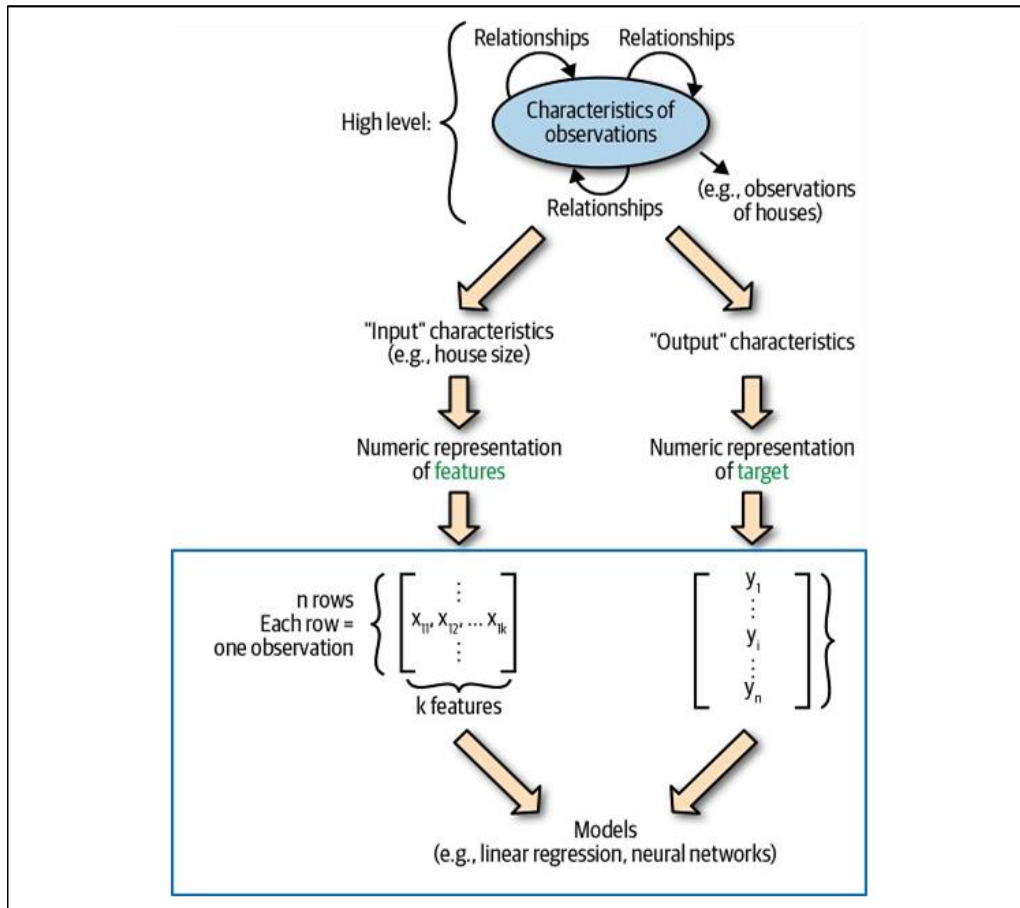 Relationships
Relationships
High level:
Characteristics of
observations
(e.g., observations
of houses)
Relationships
"Input" characteristics
(e.g., house size)
"Output" characteristics
Numeric representation
of features
Numeric representation
of target
n rows
Each row =
one observation
⋮
x₁₁, x₁₂, ... x₁ₖ
⋮
k features
y₁
⋮
yᵢ
⋮
yₙ
Models
(e.g., linear regression, neural networks)